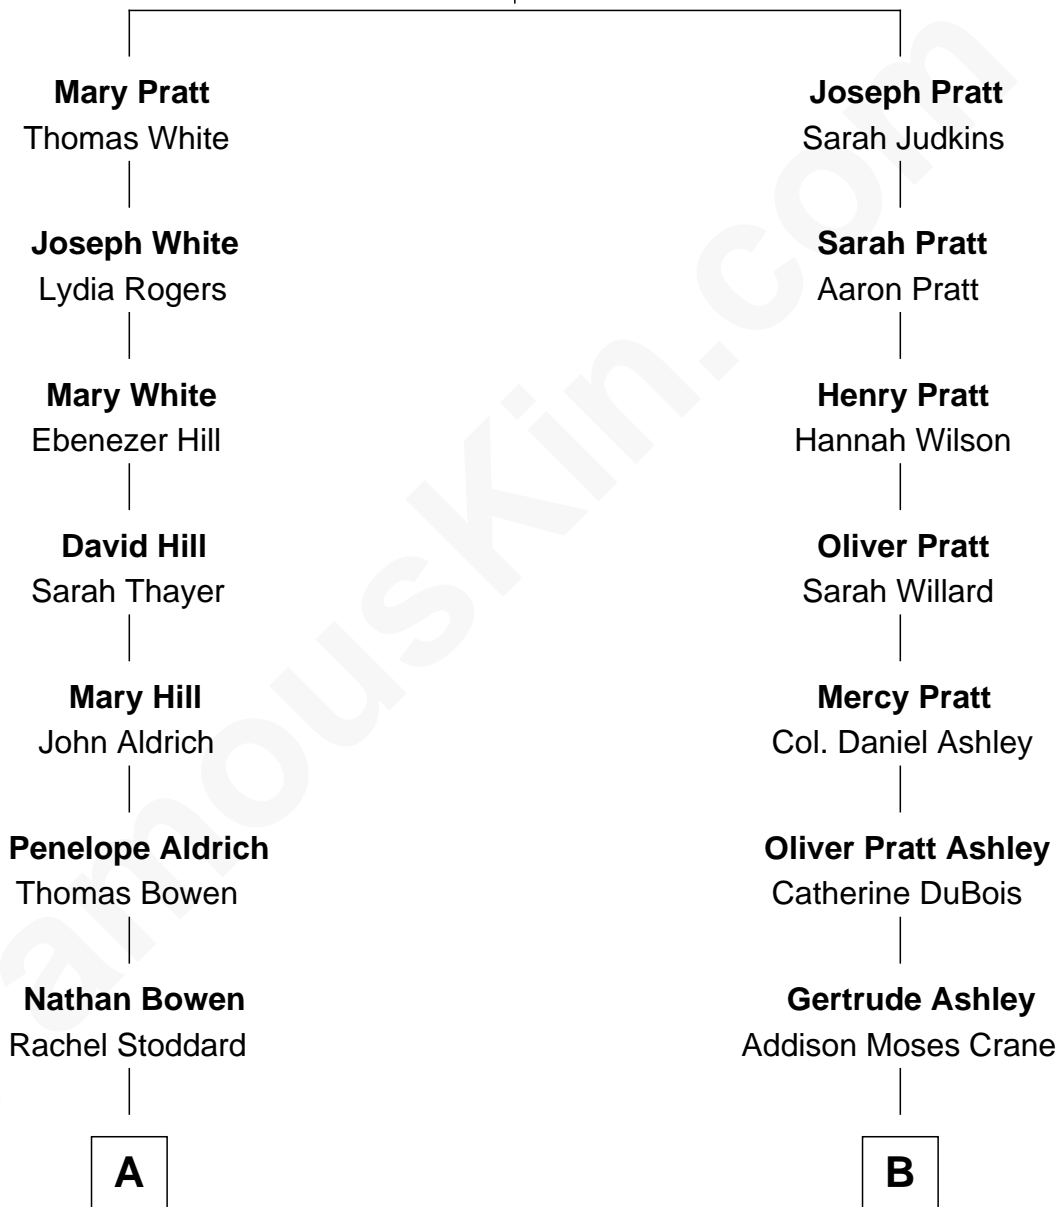 Mary Pratt
Thomas White
Joseph Pratt
Sarah Judkins
Joseph White
Lydia Rogers
Sarah Pratt
Aaron Pratt
Mary White
Ebenezer Hill
Henry Pratt
Hannah Wilson
David Hill
Sarah Thayer
Oliver Pratt
Sarah Willard
Mary Hill
John Aldrich
Mercy Pratt
Col. Daniel Ashley
Penelope Aldrich
Thomas Bowen
Oliver Pratt Ashley
Catherine DuBois
Nathan Bowen
Rachel Stoddard
Gertrude Ashley
Addison Moses Crane
A
B
amousKin.com